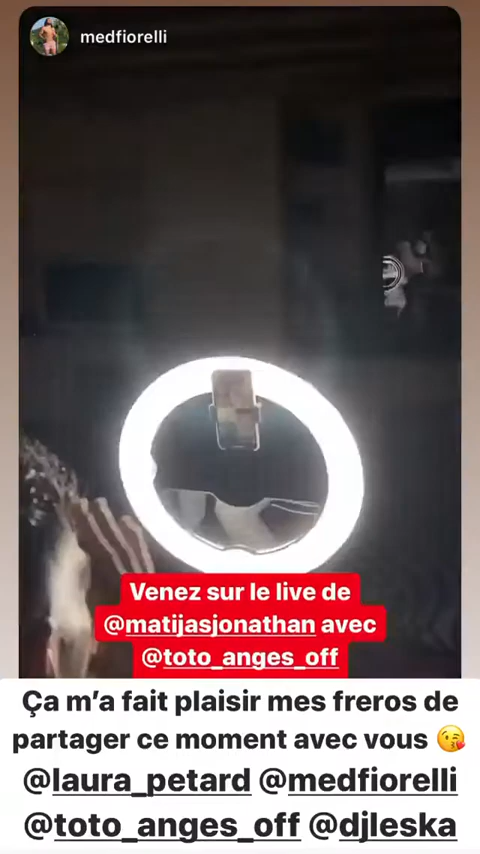 medfiorelli
Venez sur le live de
@matijasjonathan avec
@toto_anges_off
Ça m’a fait plaisir mes freros de
partager ce moment avec vous 😘
@laura_petard @medfiorelli
@toto_anges_off @djleska